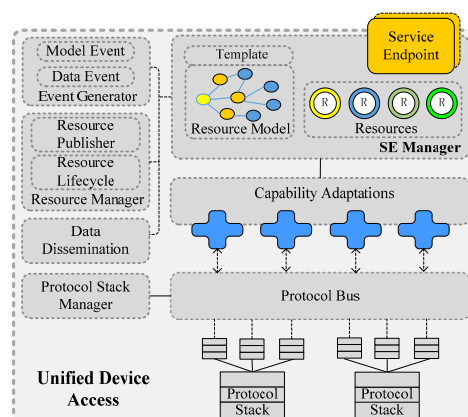 Model Event
Data Event
Event Generator
Template
Resource Model
R
R
R
R
Resources
SE Manager
Service
Endpoint
Resource
Publisher
Resource
Lifecycle
Resource Manager
Capability Adaptations
Data
Dissemination
Protocol Stack
Manager
Protocol Bus
Unified Device
Access
Protocol
Stack
Protocol
Stack